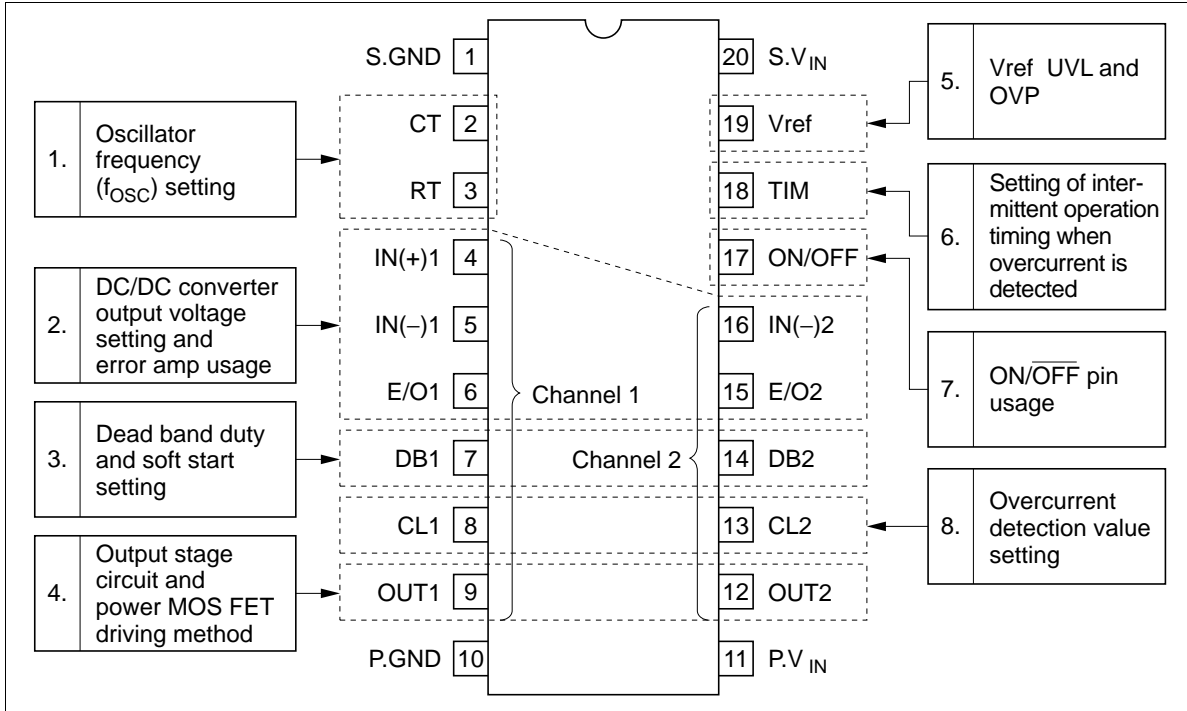 S.GND 1
20 S.V_IN
CT 2
19 Vref
RT 3
18 TIM
IN(+)1 4
17 ON/OFF
IN(−)1 5
16 IN(−)2
E/O1 6
15 E/O2
DB1 7
14 DB2
CL1 8
13 CL2
OUT1 9
12 OUT2
P.GND 10
11 P.V_IN
Channel 1
Channel 2
1.
Oscillator
frequency
(f_OSC) setting
2.
DC/DC converter
output voltage
setting and
error amp usage
3.
Dead band duty
and soft start
setting
4.
Output stage
circuit and
power MOS FET
driving method
5.
Vref UVL and
OVP
6.
Setting of inter-
mittent operation
timing when
overcurrent is
detected
7.
ON/O̅F̅F̅ pin
usage
8.
Overcurrent
detection value
setting